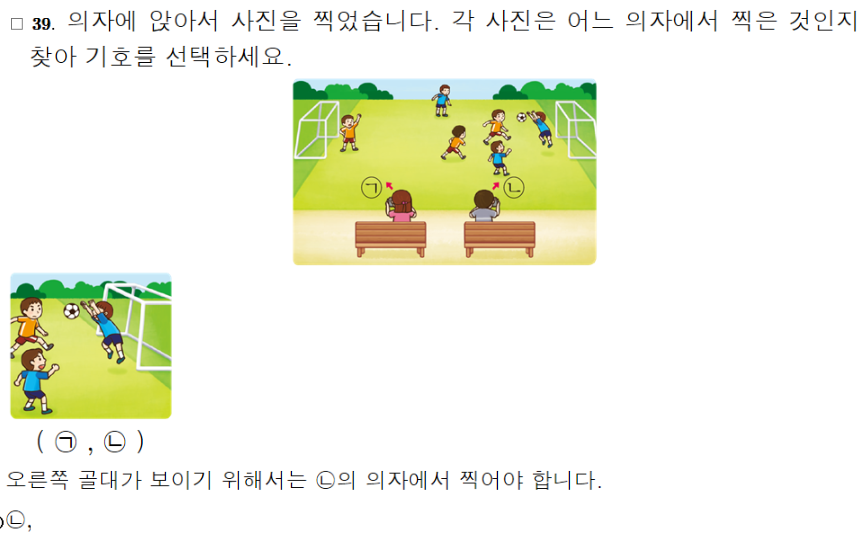 □ 39. 의자에 앉아서 사진을 찍었습니다. 각 사진은 어느 의자에서 찍은 것인지
찾아 기호를 선택하세요.
㉠ ㉡
( ㉠ , ㉡ )
오른쪽 골대가 보이기 위해서는 ㉡의 의자에서 찍어야 합니다.
㉡,